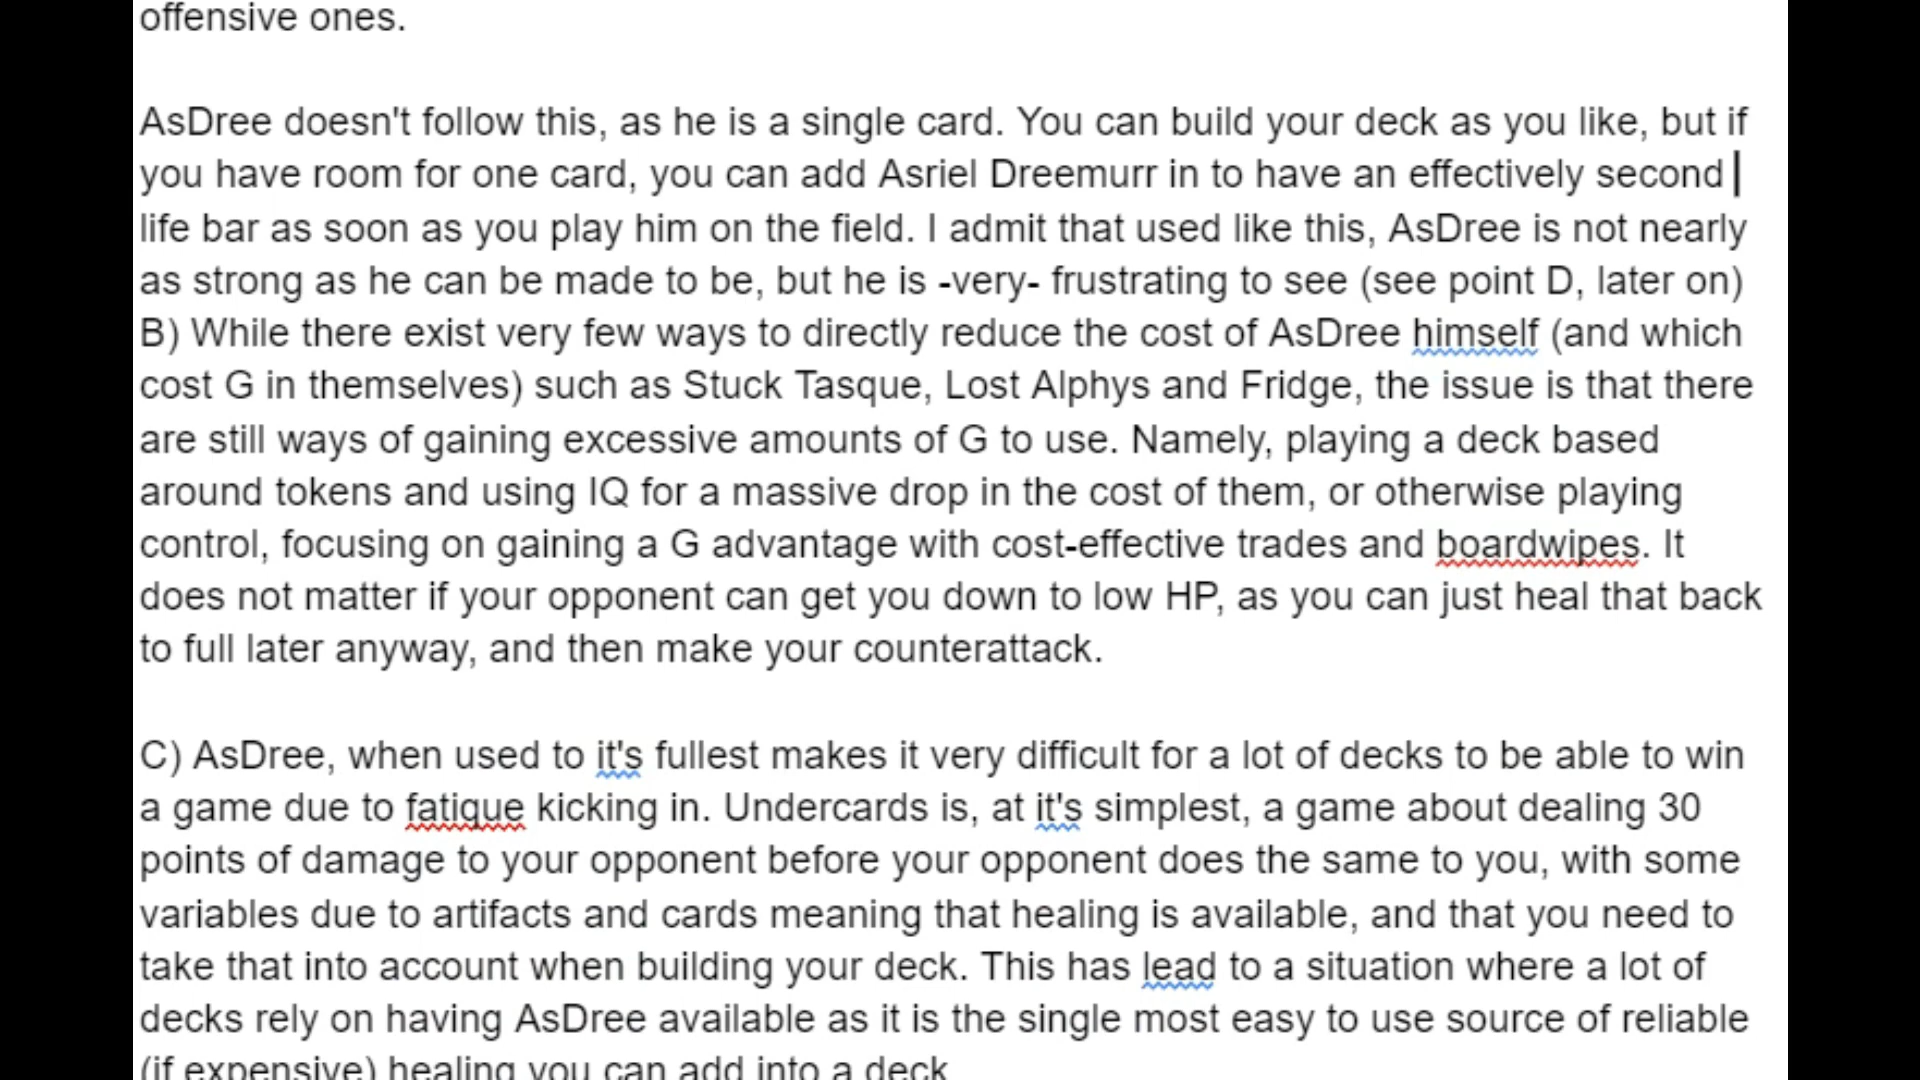 offensive ones.
AsDree doesn't follow this, as he is a single card. You can build your deck as you like, but if
you have room for one card, you can add Asriel Dreemurr in to have an effectively second
life bar as soon as you play him on the field. I admit that used like this, AsDree is not nearly
as strong as he can be made to be, but he is -very- frustrating to see (see point D, later on)
B) While there exist very few ways to directly reduce the cost of AsDree himself (and which
cost G in themselves) such as Stuck Tasque, Lost Alphys and Fridge, the issue is that there
are still ways of gaining excessive amounts of G to use. Namely, playing a deck based
around tokens and using IQ for a massive drop in the cost of them, or otherwise playing
control, focusing on gaining a G advantage with cost-effective trades and boardwipes. It
does not matter if your opponent can get you down to low HP, as you can just heal that back
to full later anyway, and then make your counterattack.
C) AsDree, when used to it's fullest makes it very difficult for a lot of decks to be able to win
a game due to fatique kicking in. Undercards is, at it's simplest, a game about dealing 30
points of damage to your opponent before your opponent does the same to you, with some
variables due to artifacts and cards meaning that healing is available, and that you need to
take that into account when building your deck. This has lead to a situation where a lot of
decks rely on having AsDree available as it is the single most easy to use source of reliable
(if expensive) healing you can add into a deck